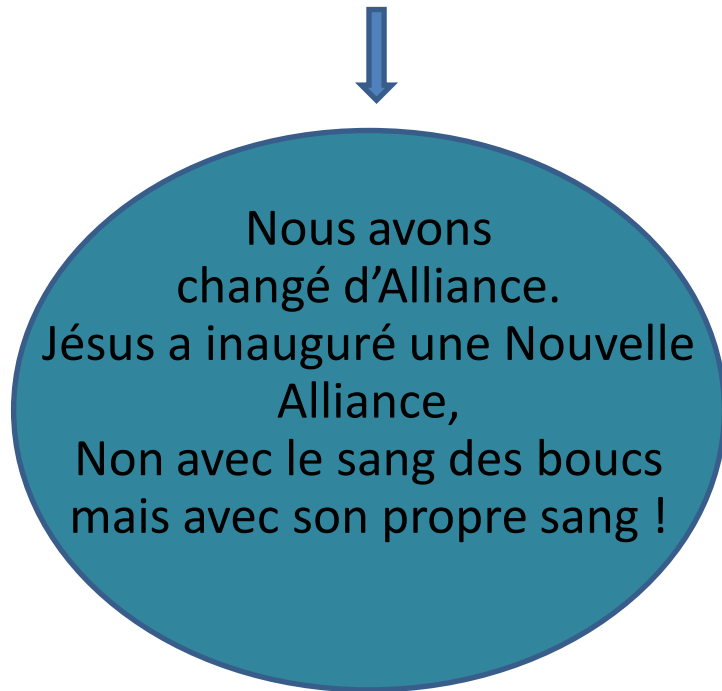 Nous avons
changé d’Alliance.
Jésus a inauguré une Nouvelle
Alliance,
Non avec le sang des boucs
mais avec son propre sang !